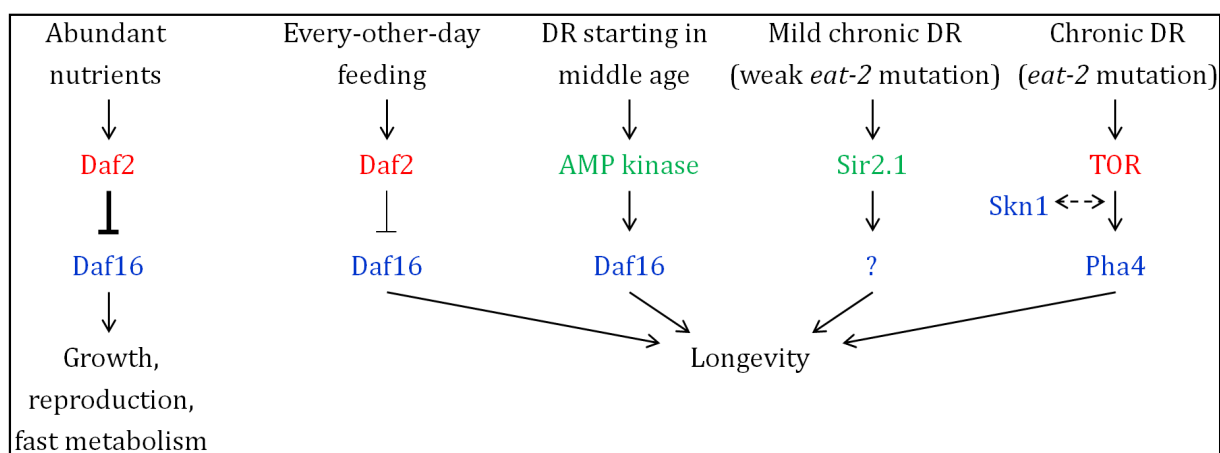 Abundant
nutrients
Every-other-day
feeding
DR starting in
middle age
Mild chronic DR
(weak eat-2 mutation)
Chronic DR
(eat-2 mutation)
Daf2
Daf2
AMP kinase
Sir2.1
TOR
Skn1
Daf16
Daf16
Daf16
?
Pha4
Growth,
reproduction,
fast metabolism
Longevity